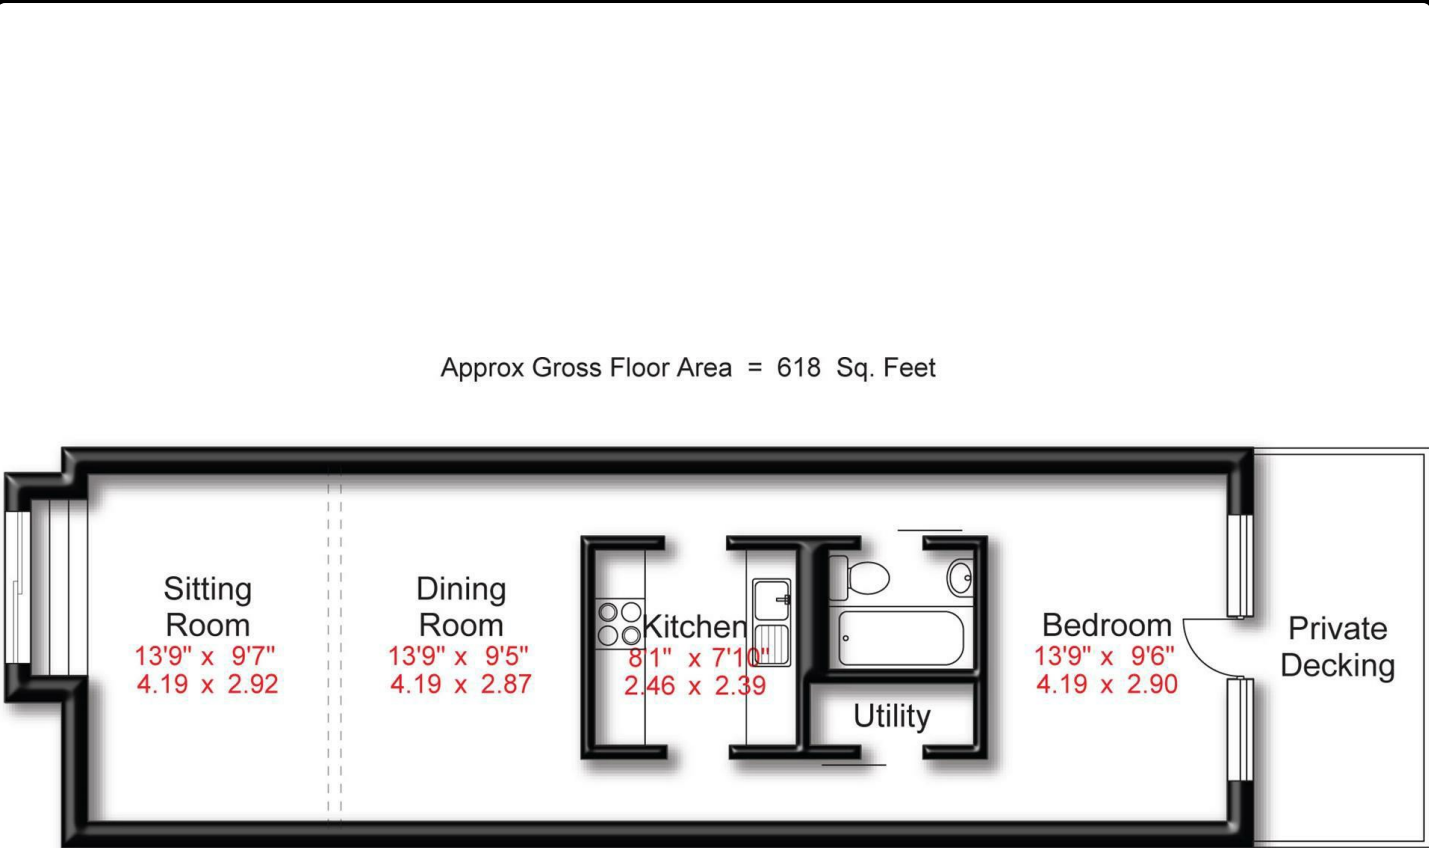 Approx Gross Floor Area = 618 Sq. Feet
Sitting
Room
13'9" x 9'7"
4.19 x 2.92
Dining
Room
13'9" x 9'5"
4.19 x 2.87
Kitchen
8'1" x 7'10"
2.46 x 2.39
Utility
Bedroom
13'9" x 9'6"
4.19 x 2.90
Private
Decking